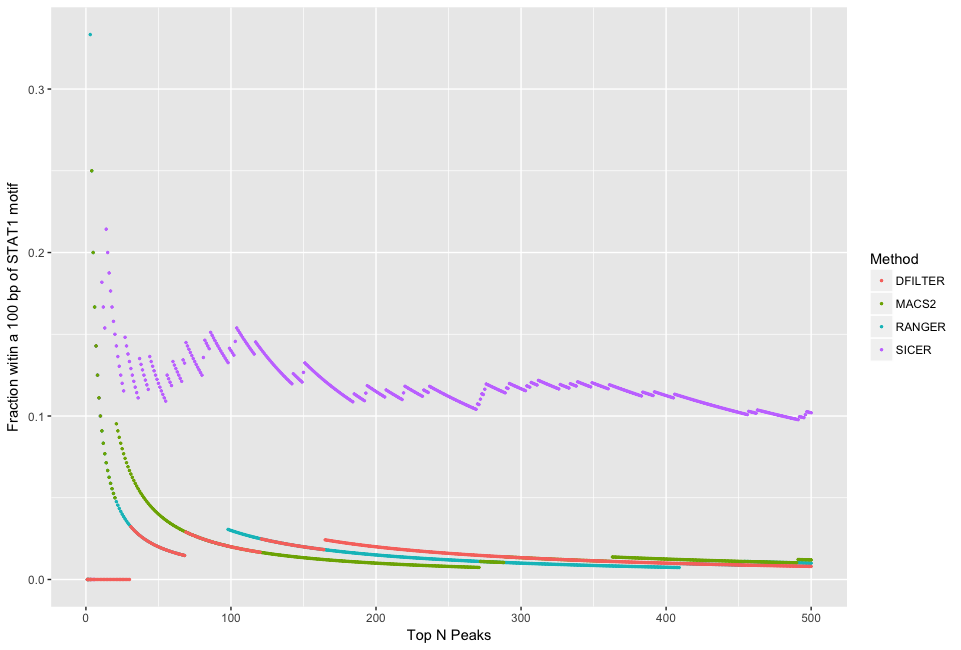 Fraction witin a 100 bp of STAT1 motif
0.3
0.2
0.1
0.0
0
100
200
300
400
500
Top N Peaks
Method
DFILTER
MACS2
RANGER
SICER